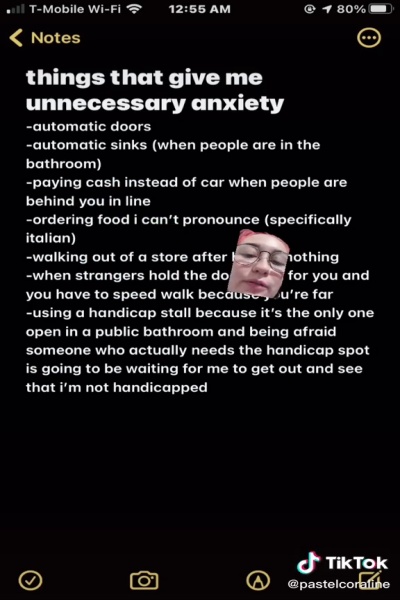 T-Mobile Wi-Fi 12:55 AM 80%
Notes
things that give me
unnecessary anxiety
-automatic doors
-automatic sinks (when people are in the
bathroom)
-paying cash instead of car when people are
behind you in line
-ordering food i can't pronounce (specifically
italian)
-walking out of a store after nothing
-when strangers hold the do for you and
you have to speed walk because you're far
-using a handicap stall because it's the only one
open in a public bathroom and being afraid
someone who actually needs the handicap spot
is going to be waiting for me to get out and see
that i'm not handicapped
TikTok
@pastelcoraline